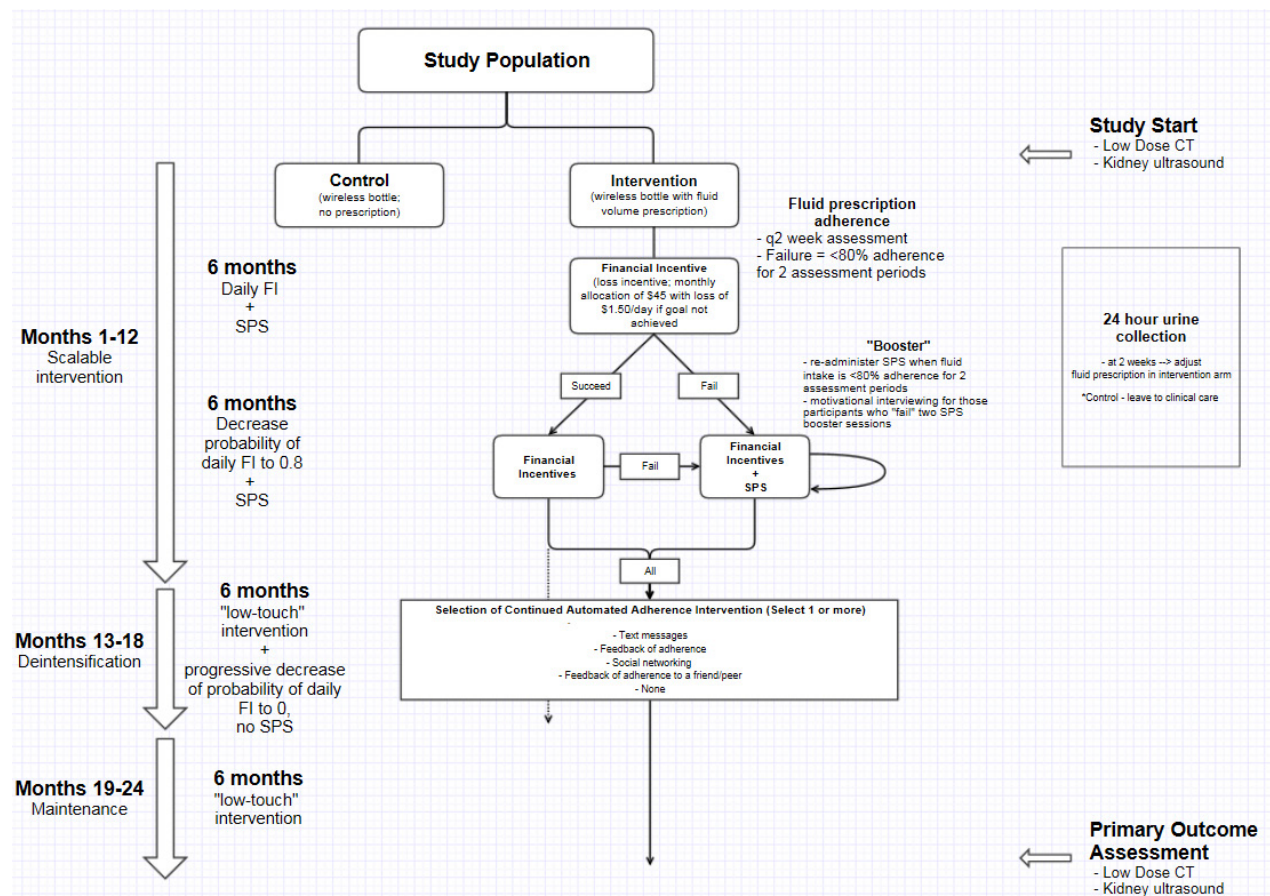 Study Population
Study Start
- Low Dose CT
- Kidney ultrasound
Control
(wireless bottle;
no prescription)
Intervention
(wireless bottle with fluid
volume prescription)
Fluid prescription
adherence
- q2 week assessment
- Failure = <80% adherence
for 2 assessment periods
6 months
Daily FI
+
SPS
Financial Incentive
(loss incentive; monthly
allocation of $45 with loss of
$1.50/day if goal not
achieved
24 hour urine
collection
- at 2 weeks --> adjust
fluid prescription in intervention arm
*Control - leave to clinical care
Months 1-12
Scalable
intervention
"Booster"
- re-administer SPS when fluid
intake is <80% adherence for 2
assessment periods
- motivational interviewing for those
participants who "fail" two SPS
booster sessions
Succeed
Fail
6 months
Decrease
probability of
daily FI to 0.8
+
SPS
Financial
Incentives
Fail
Financial
Incentives
+
SPS
All
6 months
"low-touch"
intervention
+
progressive decrease
of probability of daily
FI to 0,
no SPS
Months 13-18
Deintensification
Selection of Continued Automated Adherence Intervention (Select 1 or more)
-
- Text messages
- Feedback of adherence
- Social networking
- Feedback of adherence to a friend/peer
- None
Months 19-24
Maintenance
6 months
"low-touch"
intervention
Primary Outcome
Assessment
- Low Dose CT
- Kidney ultrasound